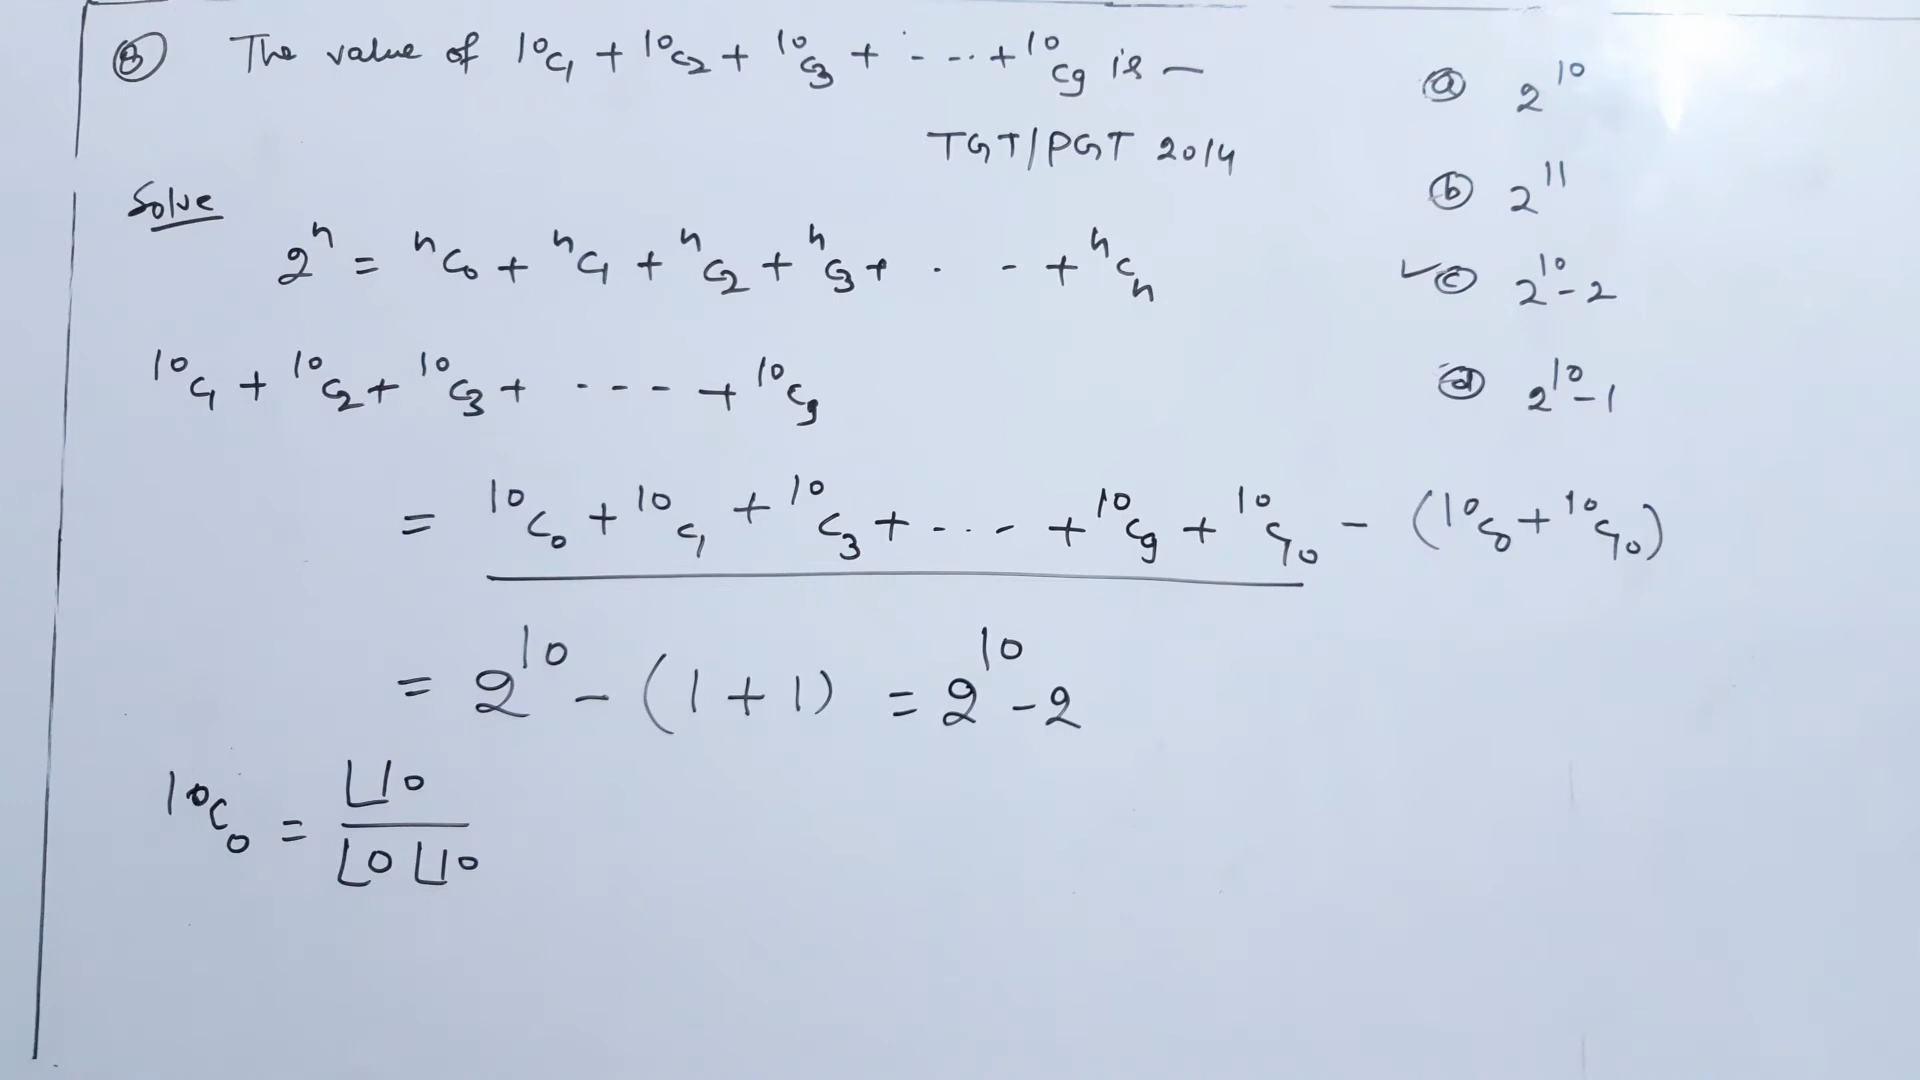 ③ The value of ¹⁰C₁ + ¹⁰C₂ + ¹⁰C₃ + - --- + ¹⁰C₉ is —
TGT/PGT 2014
ⓐ 2¹⁰
ⓑ 2¹¹
✓ⓒ 2¹⁰-2
ⓓ 2¹⁰-1
Solve
2ⁿ = ⁿC₀ + ⁿC₁ + ⁿC₂ + ⁿC₃ + . - + ⁿCₙ
¹⁰C₁ + ¹⁰C₂ + ¹⁰C₃ + ---- + ¹⁰C₉
= ¹⁰C₀ + ¹⁰C₁ + ¹⁰C₃ + --- + ¹⁰C₉ + ¹⁰C₁₀ - (¹⁰C₀ + ¹⁰C₁₀)
= 2¹⁰ - (1 + 1) = 2¹⁰ - 2
¹⁰C₀ = ∟10 / ∟0 ∟10